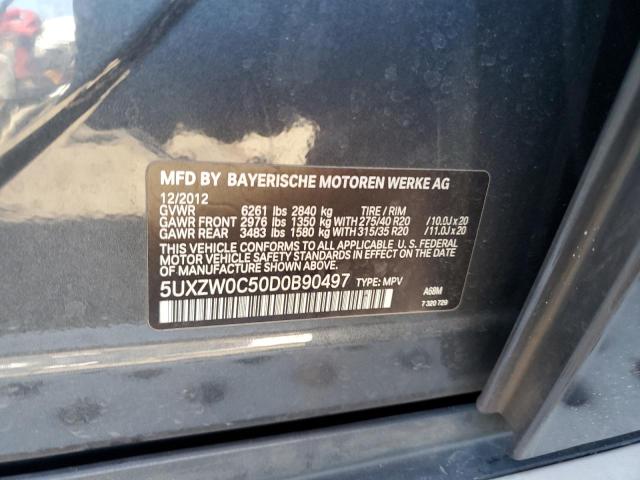 MFD BY BAYERISCHE MOTOREN WERKE AG
12/2012
GVWR 6261 lbs 2840 kg TIRE / RIM
GAWR FRONT 2976 lbs 1350 kg WITH 275/40 R20 /10.0J x 20
GAWR REAR 3483 lbs 1580 kg WITH 315/35 R20 /11.0J x 20
THIS VEHICLE CONFORMS TO ALL APPLICABLE U. S. FEDERAL
MOTOR VEHICLE SAFETY STANDARDS IN EFFECT ON THE
DATE OF MANUFACTURE SHOWN ABOVE.
5UXZW0C50D0B90497 TYPE: MPV A68M
7 320 729